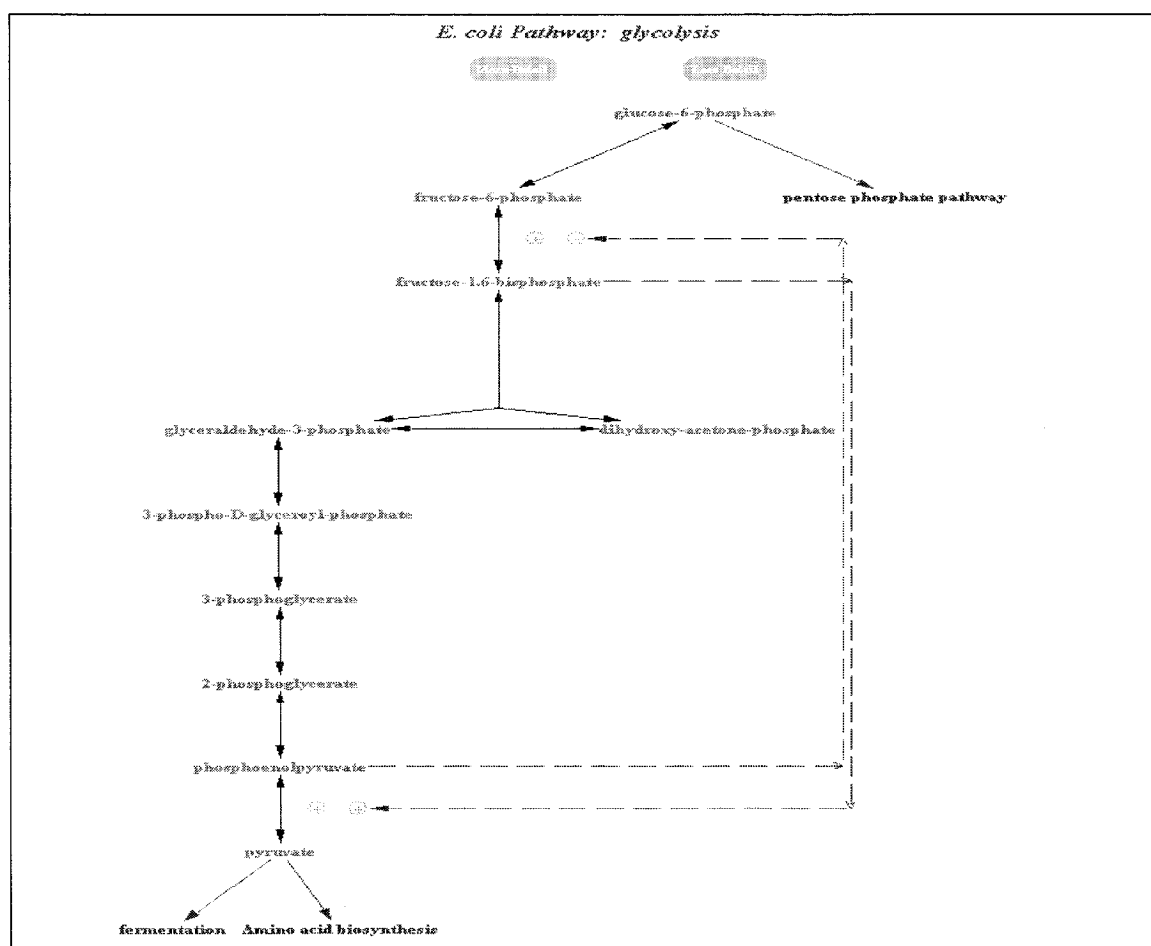 E. coli Pathway: glycolysis
glucose-6-phosphate
fructose-6-phosphate
pentose phosphate pathway
fructose-1,6-bisphosphate
glyceraldehyde-3-phosphate
dihydroxy-acetone-phosphate
3-phospho-D-glyceroyl-phosphate
3-phosphoglycerate
2-phosphoglycerate
phosphoenolpyruvate
pyruvate
fermentation
Amino acid biosynthesis